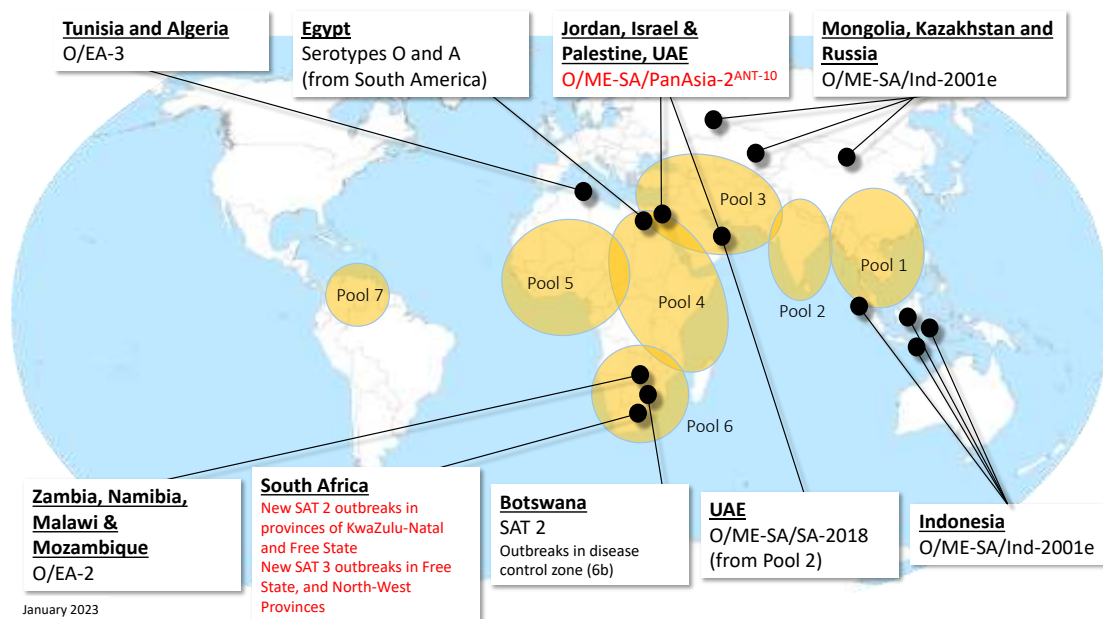 Tunisia and Algeria
O/EA-3
Egypt
Serotypes O and A
(from South America)
Jordan, Israel &
Palestine, UAE
O/ME-SA/PanAsia-2ANT-10
Mongolia, Kazakhstan and
Russia
O/ME-SA/Ind-2001e
Pool 3
Pool 1
Pool 5
Pool 7
Pool 4
Pool 2
Pool 6
Zambia, Namibia,
Malawi &
Mozambique
O/EA-2
South Africa
New SAT 2 outbreaks in
provinces of KwaZulu-Natal
and Free State
New SAT 3 outbreaks in Free
State, and North-West
Provinces
Botswana
SAT 2
Outbreaks in disease
control zone (6b)
UAE
O/ME-SA/SA-2018
(from Pool 2)
Indonesia
O/ME-SA/Ind-2001e
January 2023